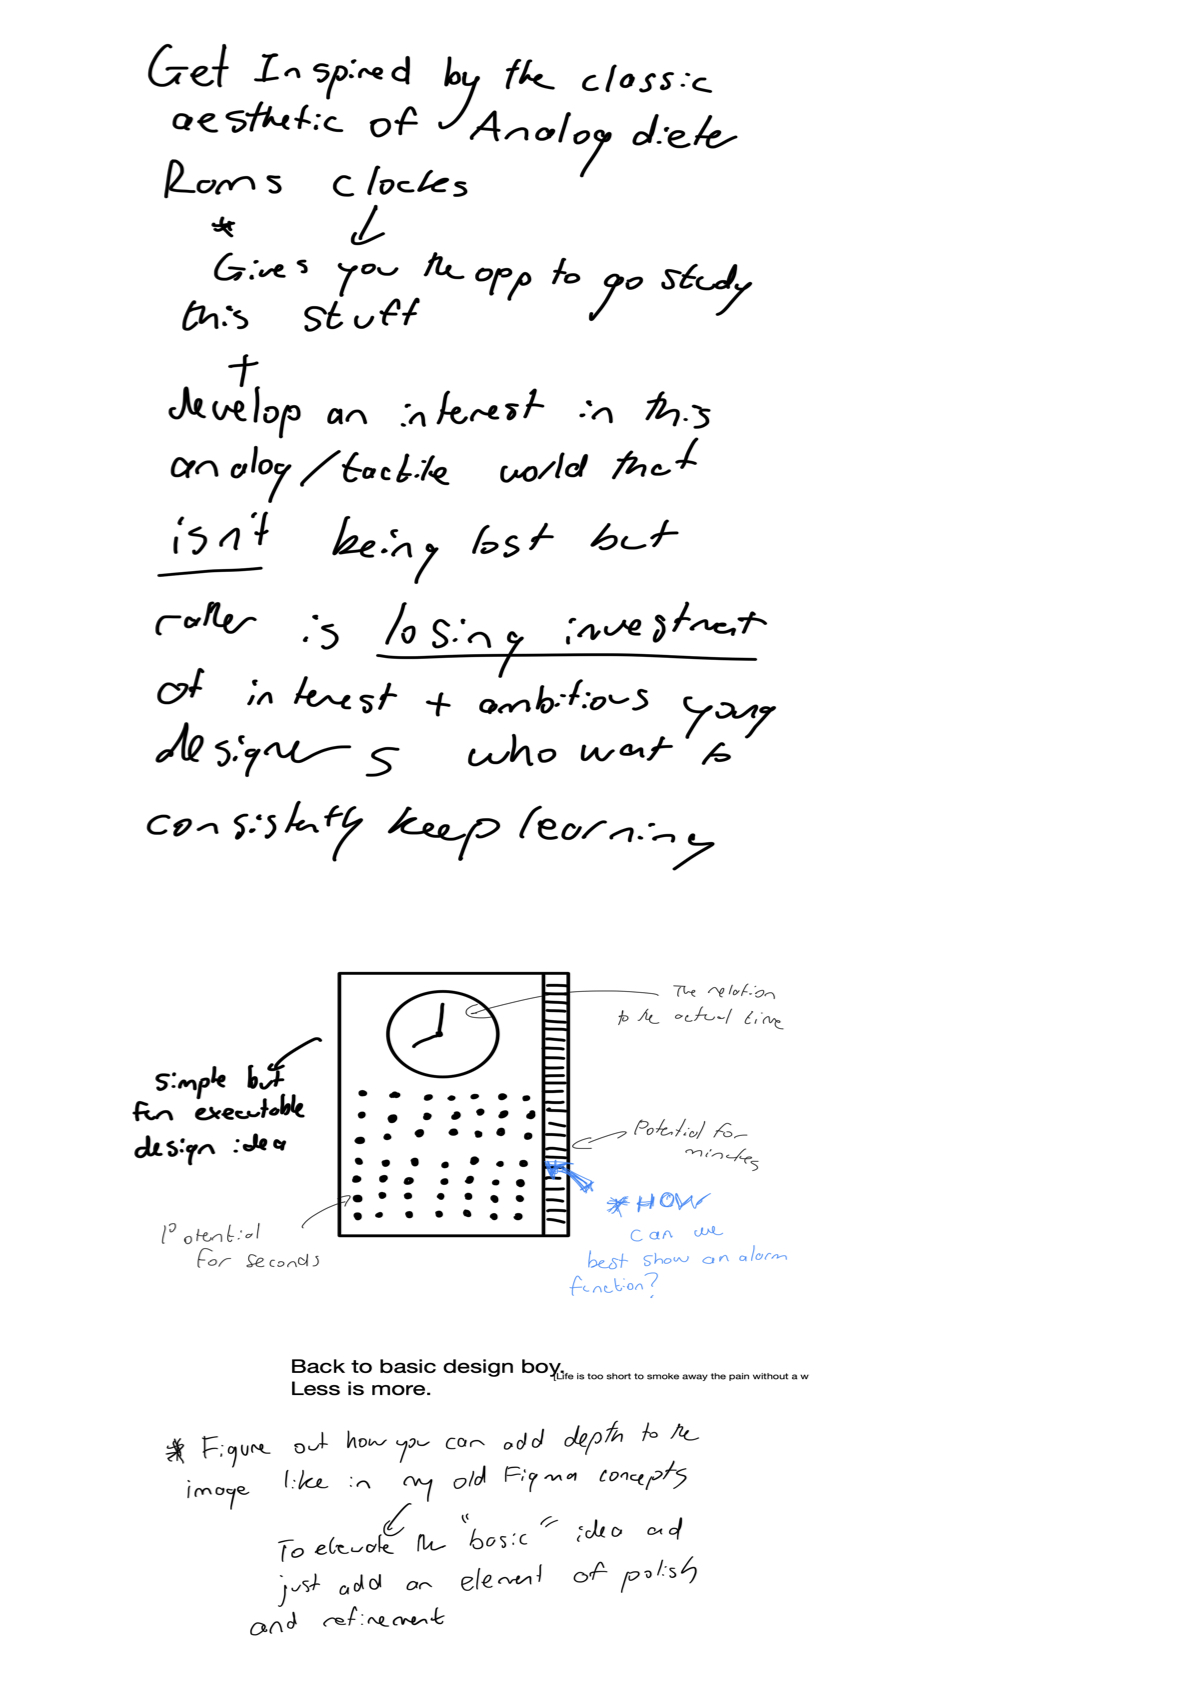 Get Inspired by the classic
aesthetic of Analog dieter
Rams clockes
*
Gives you the opp to go study
this stuff
+
develop an interest in this
analog/tactile world that
isn't being lost but
rather is losing investment
of interest + ambitious young
designers who want to
consistently keep learning
The relation
to the actual time
simple but
fun executable
design idea
Potential for
minutes
*HOW
can we
best show an alarm
function?
Potential
for seconds
Back to basic design boy.
[Life is too short to smoke away the pain without a w
Less is more.
* Figure out how you can add depth to the
image like in my old Figma concepts
To elevate the "basic" idea and
just add an element of polish
and refinement